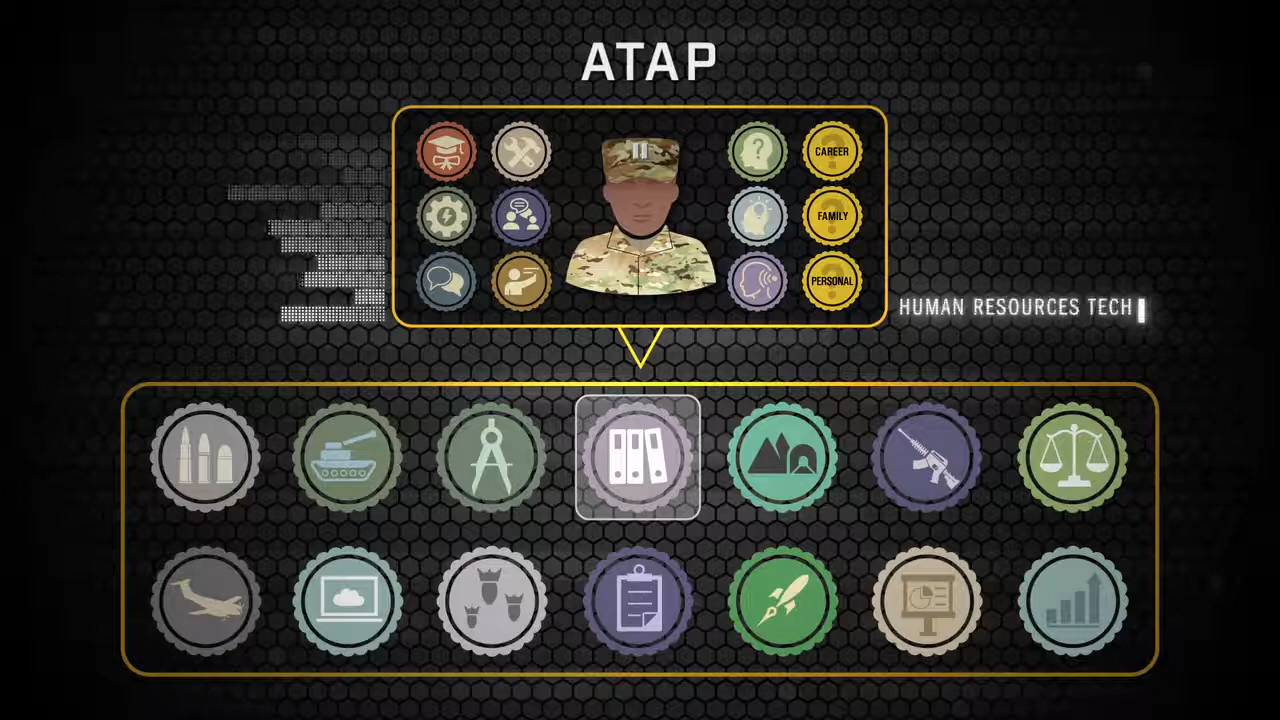 ATAP
CAREER
FAMILY
PERSONAL
HUMAN RESOURCES TECH